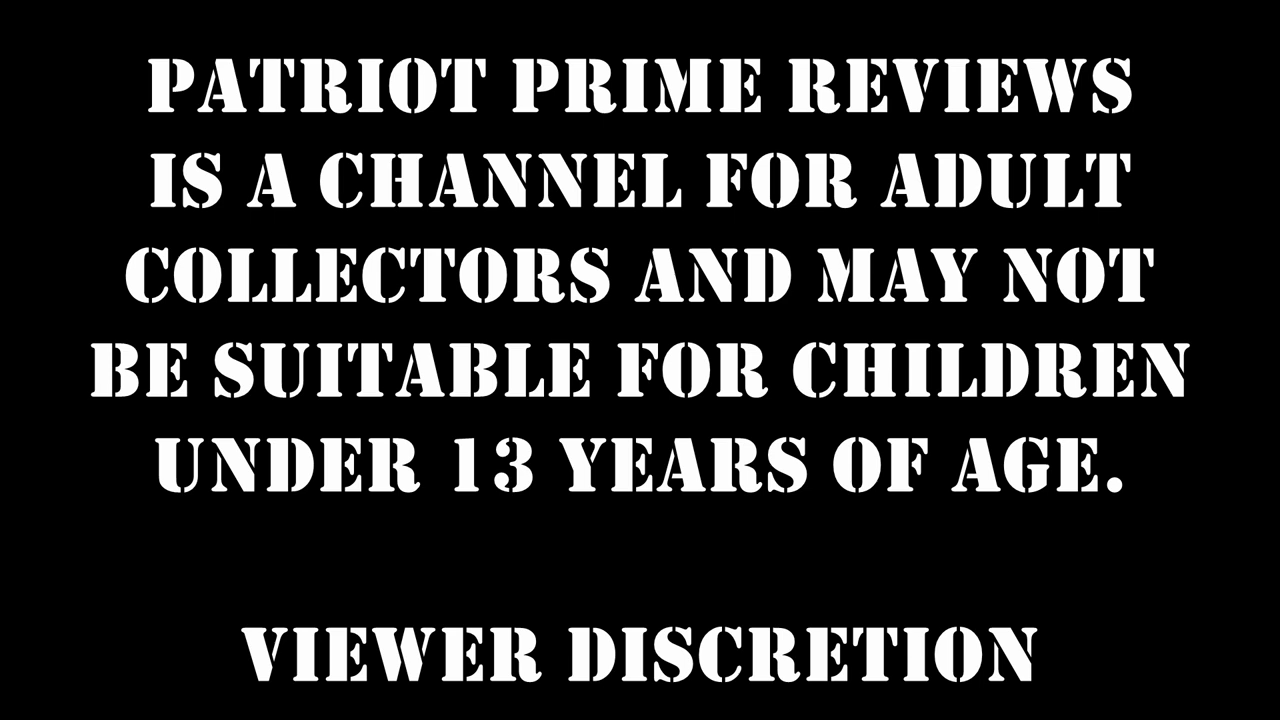 PATRIOT PRIME REVIEWS
IS A CHANNEL FOR ADULT
COLLECTORS AND MAY NOT
BE SUITABLE FOR CHILDREN
UNDER 13 YEARS OF AGE.
VIEWER DISCRETION